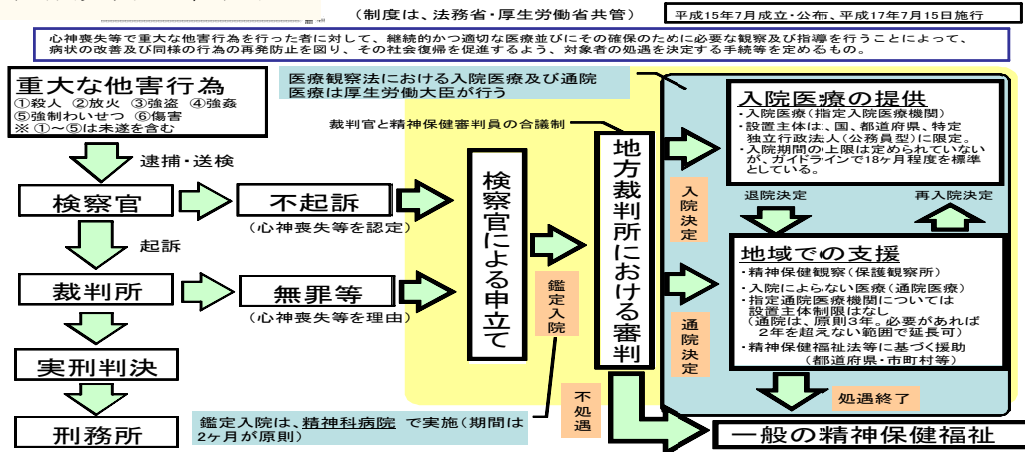 (制度は、法務省・厚生労働省共管)
平成15年7月成立・公布、平成17年7月15日施行
心神喪失等で重大な他害行為を行った者に対して、継続的かつ適切な医療並びにその確保のために必要な観察及び指導を行うことによって、
病状の改善及び同様の行為の再発防止を図り、その社会復帰を促進するよう、対象者の処遇を決定する手続等を定めるもの。
重大な他害行為
①殺人 ②放火 ③強盗 ④強姦
⑤強制わいせつ ⑥傷害
※ ①~⑤は未遂を含む
逮捕・送検
検察官
不起訴
(心神喪失等を認定)
起訴
裁判所
無罪等
(心神喪失等を理由)
実刑判決
刑務所
医療観察法における入院医療及び通院
医療は厚生労働大臣が行う
裁判官と精神保健審判員の合議制
検察官による申立て
鑑定入院
地方裁判所における審判
鑑定入院は、精神科病院 で実施(期間は
2ヶ月が原則)
入院決定
通院決定
不処遇
入院医療の提供
・入院医療(指定入院医療機関)
・設置主体は、国、都道府県、特定
独立行政法人(公務員型)に限定。
・入院期間の上限は定められていない
が、ガイドラインで18ヶ月程度を標準
としている。
退院決定
再入院決定
地域での支援
・精神保健観察(保護観察所)
・入院によらない医療(通院医療)
・指定通院医療機関については
設置主体制限はなし
(通院は、原則3年。必要があれば
2年を超えない範囲で延長可)
・精神保健福祉法等に基づく援助
(都道府県・市町村等)
処遇終了
一般の精神保健福祉